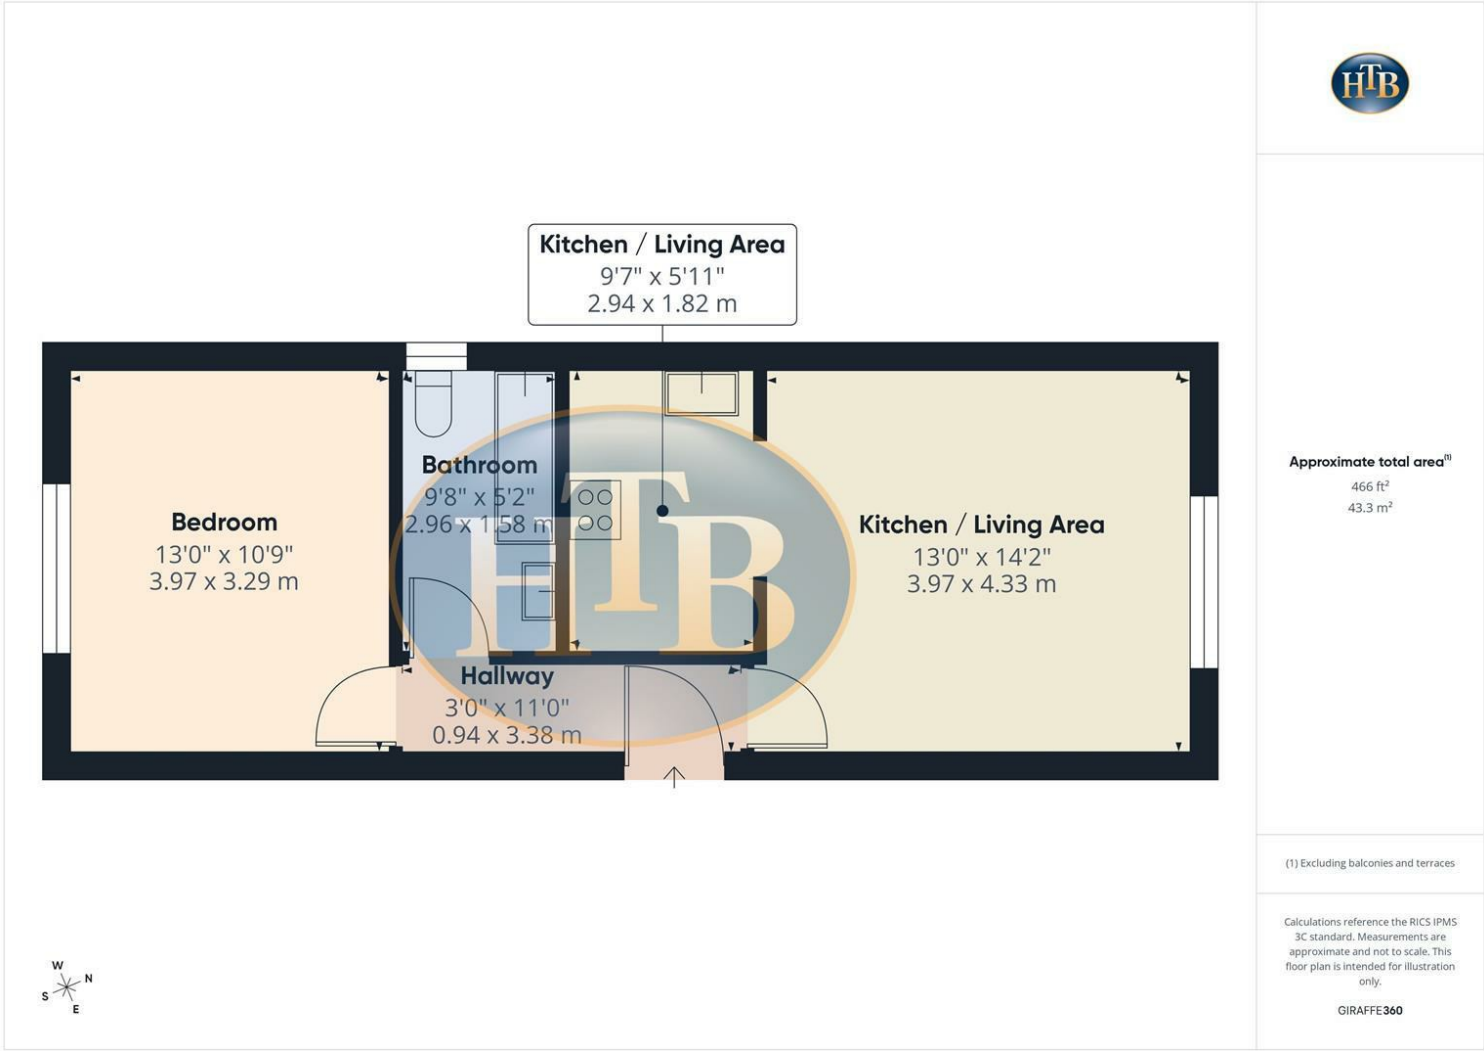 HTB
Kitchen / Living Area
9'7" x 5'11"
2.94 x 1.82 m
Bathroom
9'8" x 5'2"
2.96 x 1.58 m
Bedroom
13'0" x 10'9"
3.97 x 3.29 m
Kitchen / Living Area
13'0" x 14'2"
3.97 x 4.33 m
HTB
Hallway
3'0" x 11'0"
0.94 x 3.38 m
Approximate total area(1)
466 ft²
43.3 m²
(1) Excluding balconies and terraces
Calculations reference the RICS IPMS
3C standard. Measurements are
approximate and not to scale. This
floor plan is intended for illustration
only.
GIRAFFE360
W
N
S
E